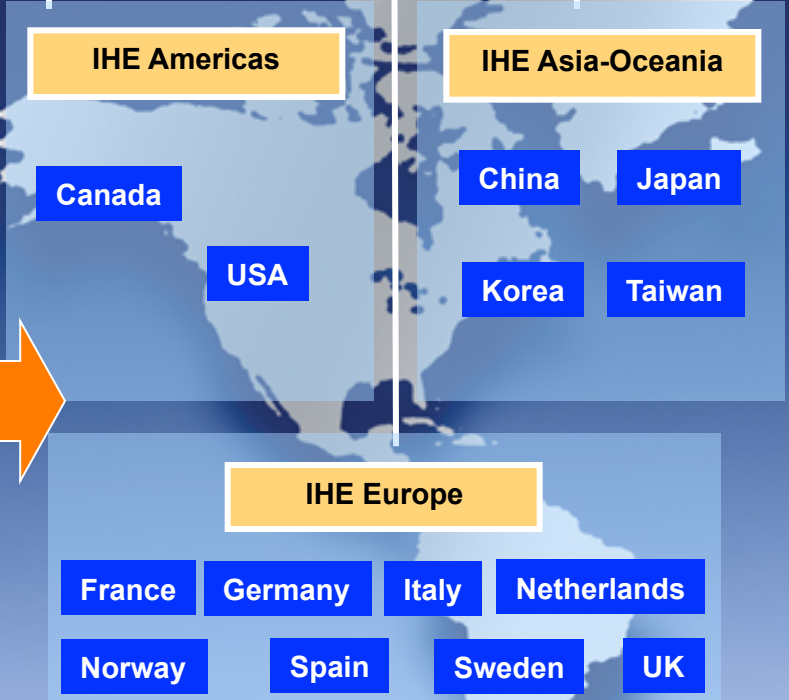 IHE Americas
Canada
USA
IHE Asia-Oceania
China Japan
Korea Taiwan
IHE Europe
France Germany Italy Netherlands
Norway Spain Sweden UK